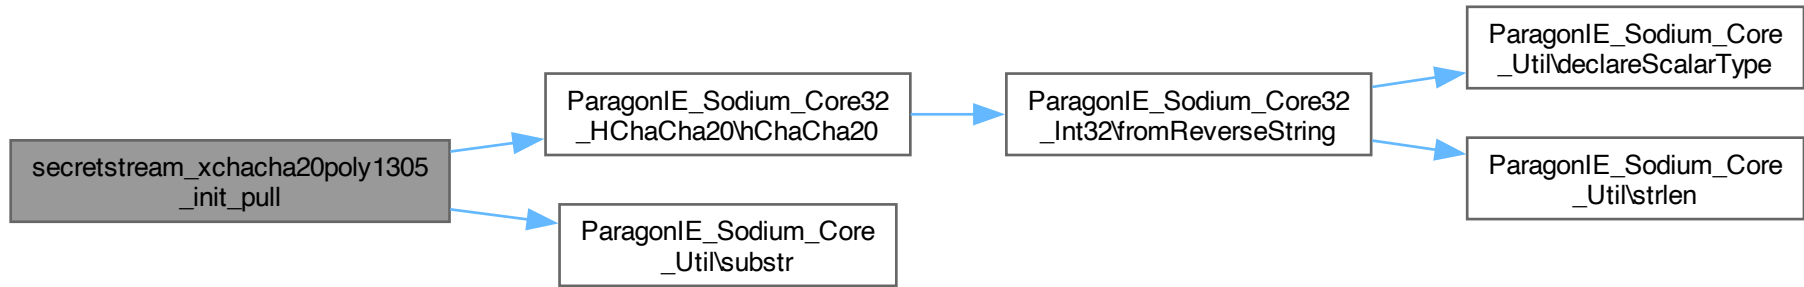 secretstream_xchacha20poly1305
_init_pull
ParagonIE_Sodium_Core32
_HChaCha20\hChaCha20
ParagonIE_Sodium_Core
_Util\substr
ParagonIE_Sodium_Core32
_Int32\fromReverseString
ParagonIE_Sodium_Core
_Util\declareScalarType
ParagonIE_Sodium_Core
_Util\strlen